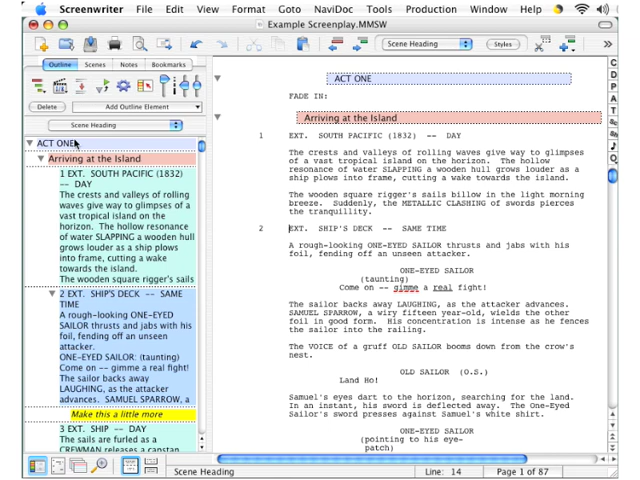 Screenwriter File Edit View Format Goto NaviDoc Tools Production Window Help
Example Screenplay.MMSW
Scene Heading
Styles
Outline Scenes Notes Bookmarks
Delete
Add Outline Element
Scene Heading
ACT ONE
Arriving at the Island
1 EXT. SOUTH PACIFIC (1832)
-- DAY
The crests and valleys of rolling
waves give way to glimpses of a
vast tropical island on the
horizon. The hollow resonance
of water SLAPPING a wooden hull
grows louder as a ship plows
into frame, cutting a wake
towards the island.
The wooden square rigger's sails
2 EXT. SHIP'S DECK -- SAME
TIME
A rough-looking ONE-EYED
SAILOR thrusts and jabs with his
foil, fending off an unseen
attacker.
ONE-EYED SAILOR: (taunting)
Come on -- gimme a real fight!
The sailor backs away
LAUGHING, as the attacker
advances. SAMUEL SPARROW, a
Make this a little more
3 EXT. SHIP -- DAY
The sails are furled as a
CREWMAN releases a capstan
ACT ONE
FADE IN:
Arriving at the Island
1 EXT. SOUTH PACIFIC (1832) -- DAY 
The crests and valleys of rolling waves give way to glimpses
of a vast tropical island on the horizon. The hollow
resonance of water SLAPPING a wooden hull grows louder as a
ship plows into frame, cutting a wake towards the island.
The wooden square rigger's sails billow in the light morning
breeze. Suddenly, the METALLIC CLASHING of swords pierces
the tranquility.
2 EXT. SHIP'S DECK -- SAME TIME
A rough-looking ONE-EYED SAILOR thrusts and jabs with his
foil, fending off an unseen attacker.
ONE-EYED SAILOR
(taunting)
Come on -- gimme a real fight!
The sailor backs away LAUGHING, as the attacker advances.
SAMUEL SPARROW, a wiry fifteen year-old, wields the other
foil in good form. His concentration is intense as he fences
the sailor into the railing.
The VOICE of a gruff OLD SAILOR booms down from the crow's
nest.
OLD SAILOR (O.S.)
Land Ho!
Samuel's eyes dart to the horizon, searching for the land.
In an instant, his sword is deflected away. The One-Eyed
Sailor's sword presses against Samuel's white shirt.
ONE-EYED SAILOR
(pointing to his eye-
patch)
C
D
P
A
T
Scene Heading
Line: 14
Page 1 of 87